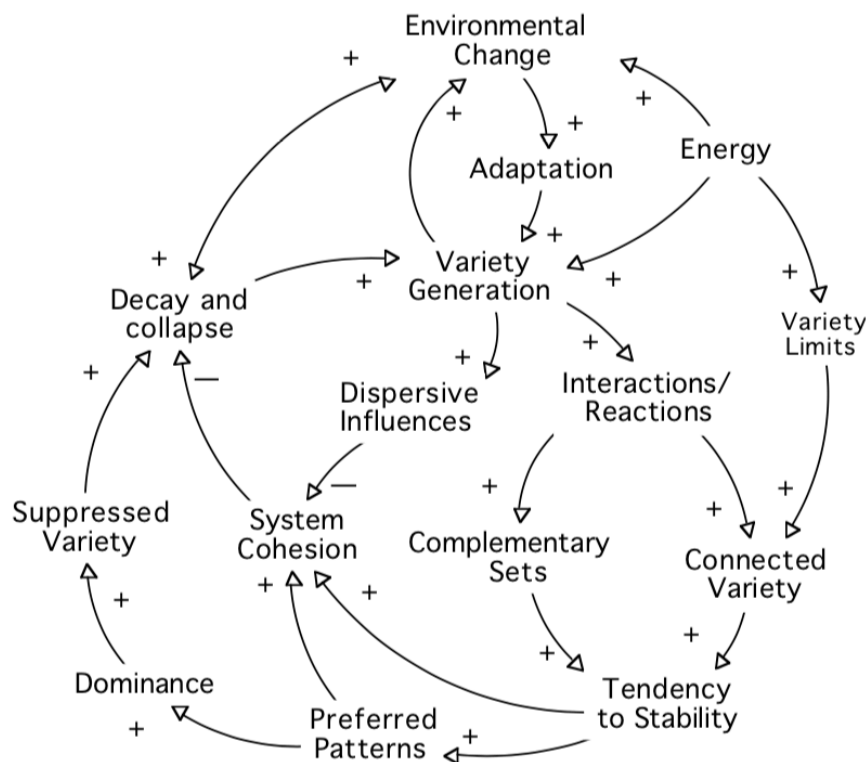 Environmental
Change
+
+
+
+
+
Adaptation
Energy
+
+
+
+
+
Variety
Generation
Decay and
collapse
Variety
Limits
+
+
+
—
Dispersive
Influences
Interactions/
Reactions
+
—
+
+
Suppressed
Variety
System
Cohesion
Complementary
Sets
Connected
Variety
+
+
+
+
+
Dominance
Tendency
to Stability
+
Preferred
Patterns
+